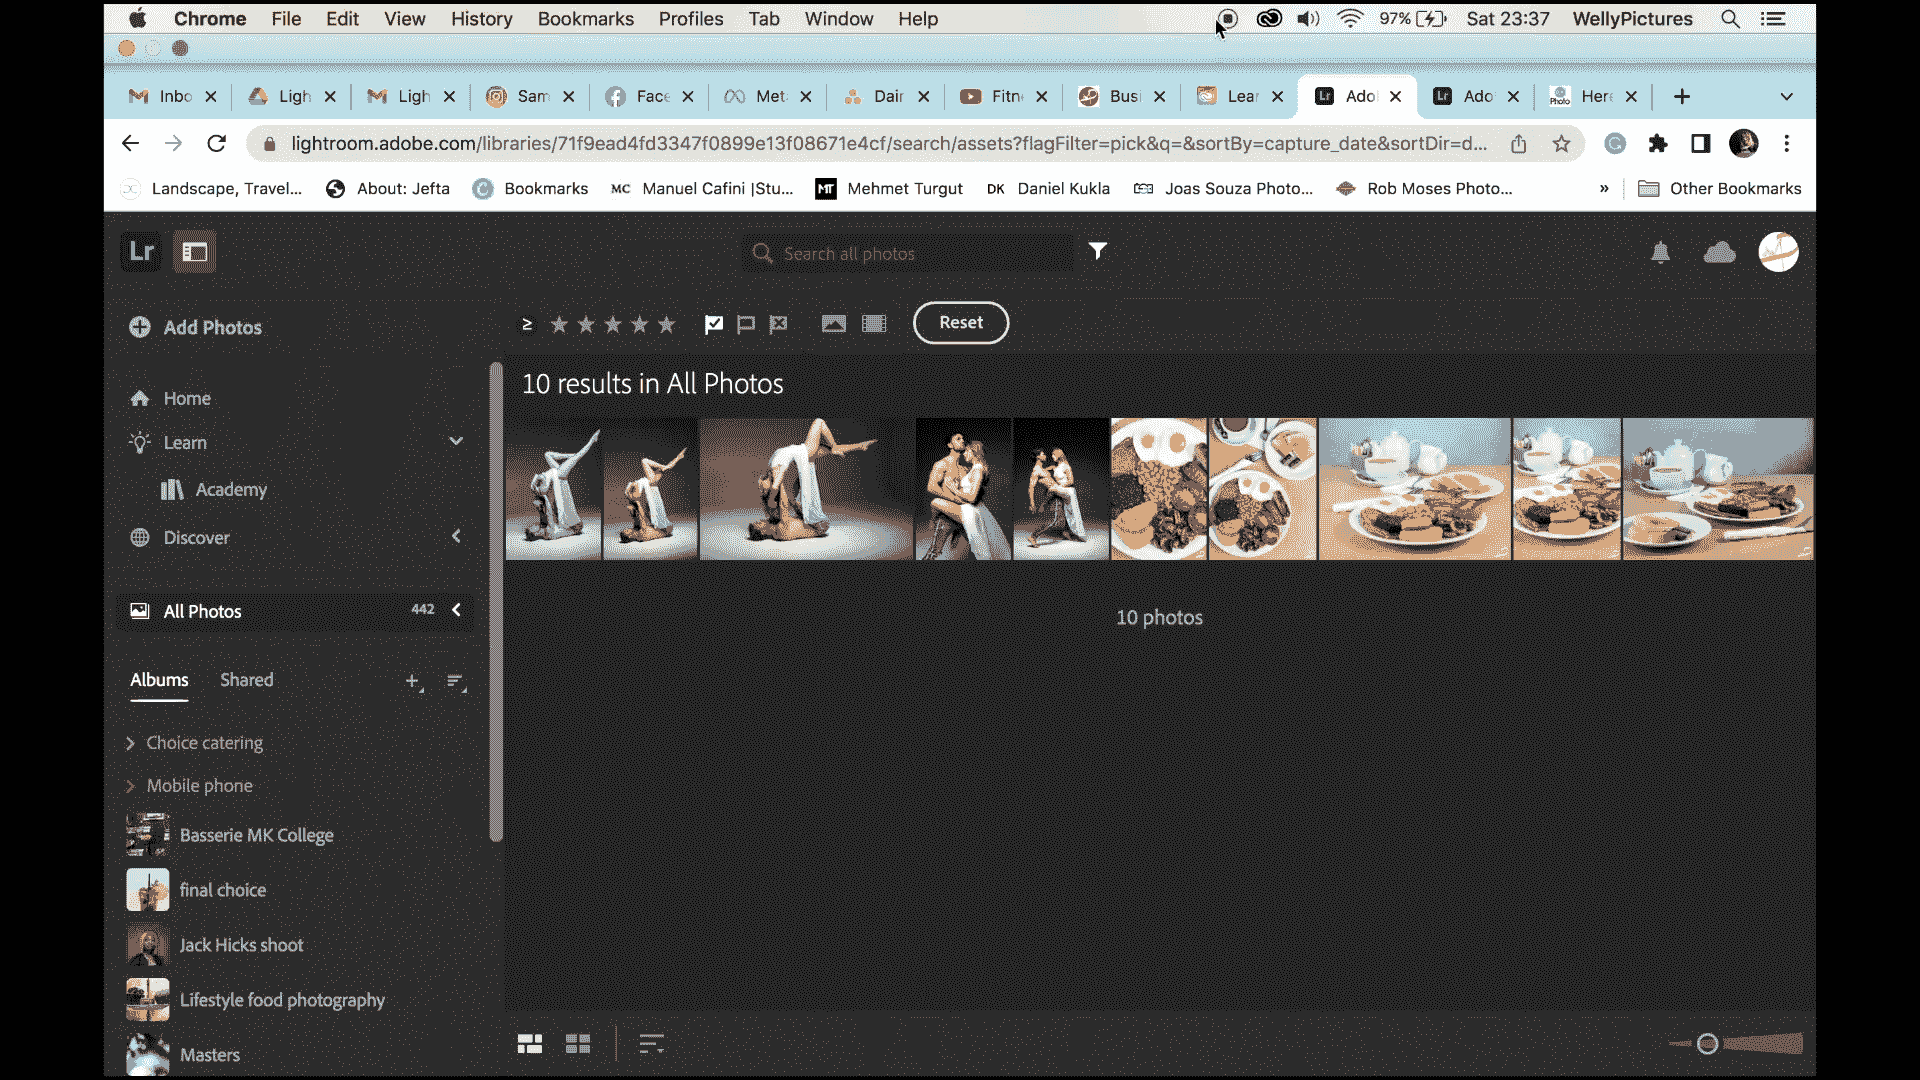 Chrome File Edit View History Bookmarks Profiles Tab Window Help 97% Sat 23:37 WellyPictures
Inbo Ligh Ligh Sam Face Met Dair Fitn Busi Lear Ado Ado Here
lightroom.adobe.com/libraries/71f9ead4fd3347f0899e13f08671e4cf/search/assets?flagFilter=pick&q=&sortBy=capture_date&sortDir=d...
Landscape, Travel... About: Jefta Bookmarks MC Manuel Cafini |Stu... MT Mehmet Turgut DK Daniel Kukla Joas Souza Photo... Rob Moses Photo... » Other Bookmarks
Lr Search all photos
Add Photos
≥ Reset
10 results in All Photos
Home
Learn
Academy
Discover
All Photos 442
10 photos
Albums Shared
Choice catering
Mobile phone
Basserie MK College
final choice
Jack Hicks shoot
Lifestyle food photography
Masters